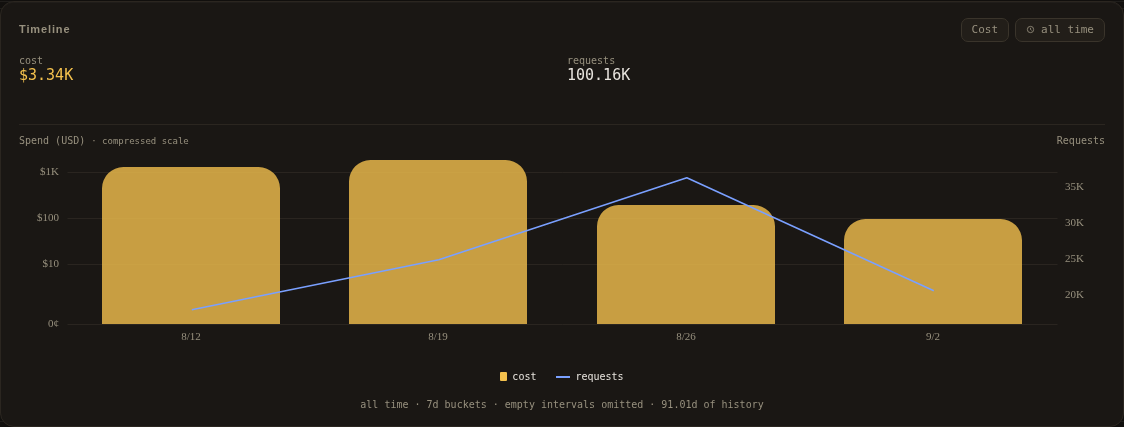 Timeline
Cost
all time
cost
requests
$3.34K
100.16K
Spend (USD) · compressed scale
Requests
$1K
$100
$10
0¢
35K
30K
25K
20K
8/12
8/19
8/26
9/2
cost
requests
all time · 7d buckets · empty intervals omitted · 91.01d of history